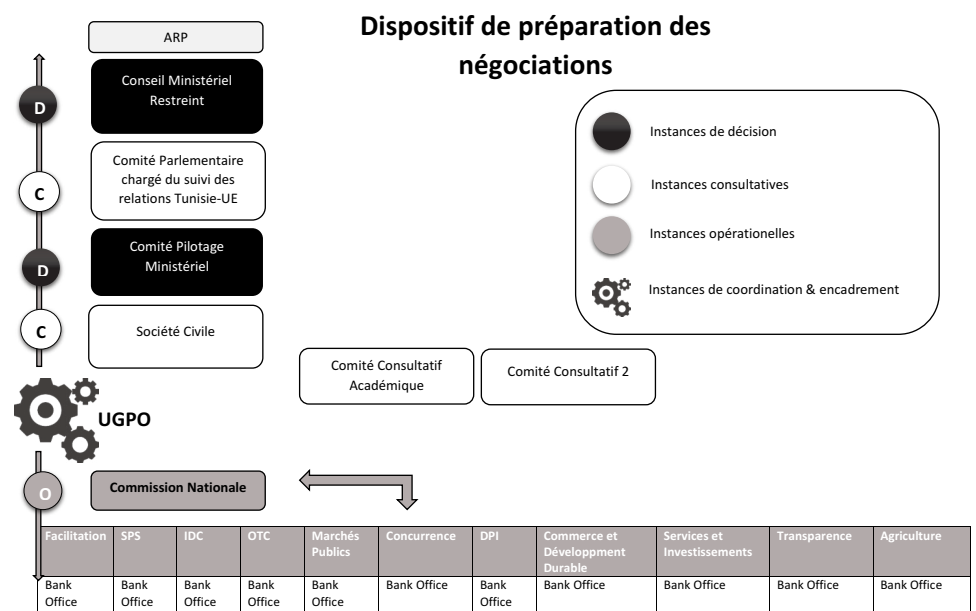 Dispositif de préparation des
négociations
ARP
Conseil Ministériel
Restreint
D
Comité Parlementaire
chargé du suivi des
relations Tunisie-UE
C
Comité Pilotage
Ministériel
D
Société Civile
C
Instances de décision
Instances consultatives
Instances opérationelles
Instances de coordination & encadrement
Comité Consultatif
Académique
Comité Consultatif 2
UGPO
O
Commission Nationale
Facilitation
SPS
IDC
OTC
Marchés
Publics
Concurrence
DPI
Commerce et
Développment
Durable
Services et
Investissements
Transparence
Agriculture
Bank
Office
Bank
Office
Bank
Office
Bank
Office
Bank
Office
Bank Office
Bank
Office
Bank Office
Bank Office
Bank Office
Bank Office